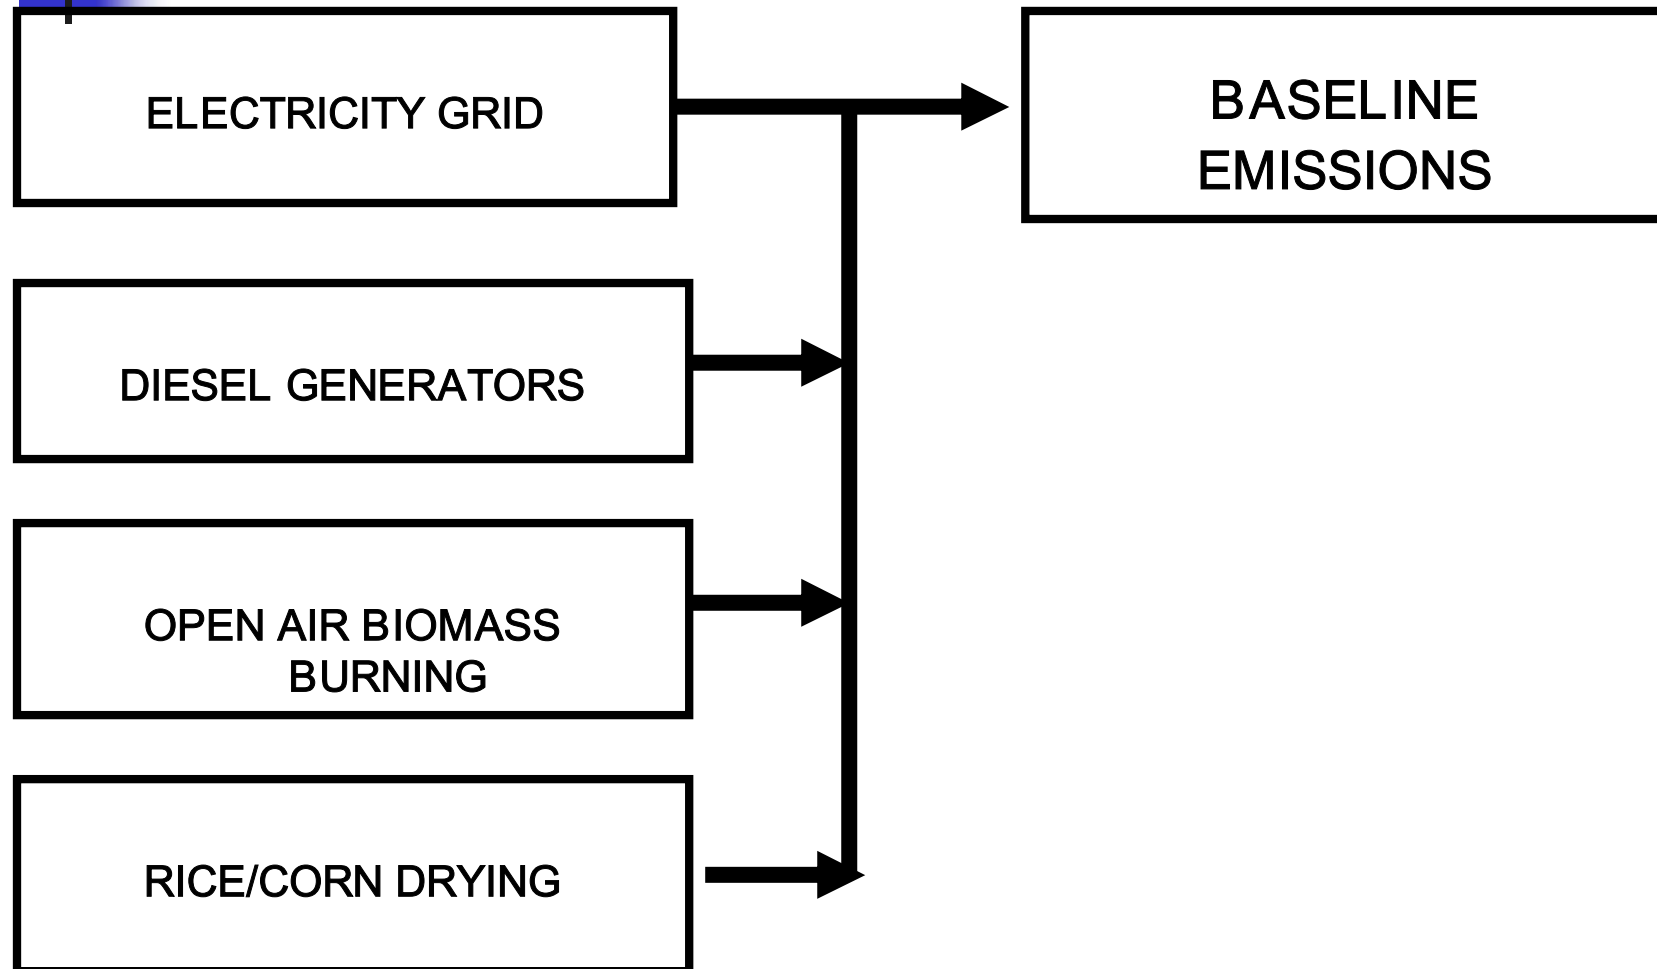 ELECTRICITY GRID
BASELINE
EMISSIONS
DIESEL GENERATORS
OPEN AIR BIOMASS
BURNING
RICE/CORN DRYING